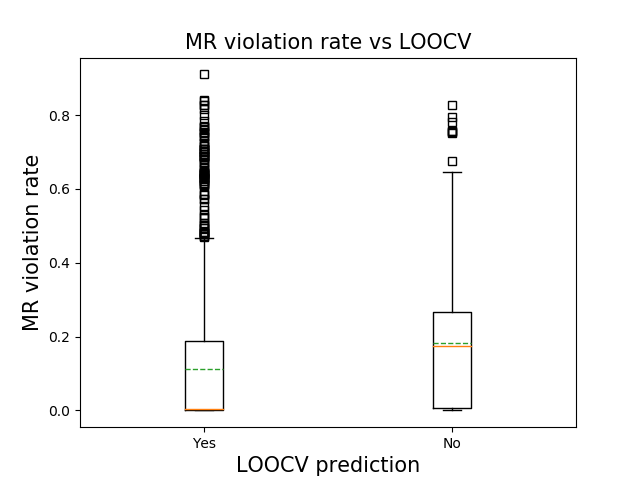 MR violation rate vs LOOCV
MR violation rate
0.8
0.6
0.4
0.2
0.0
Yes
No
LOOCV prediction